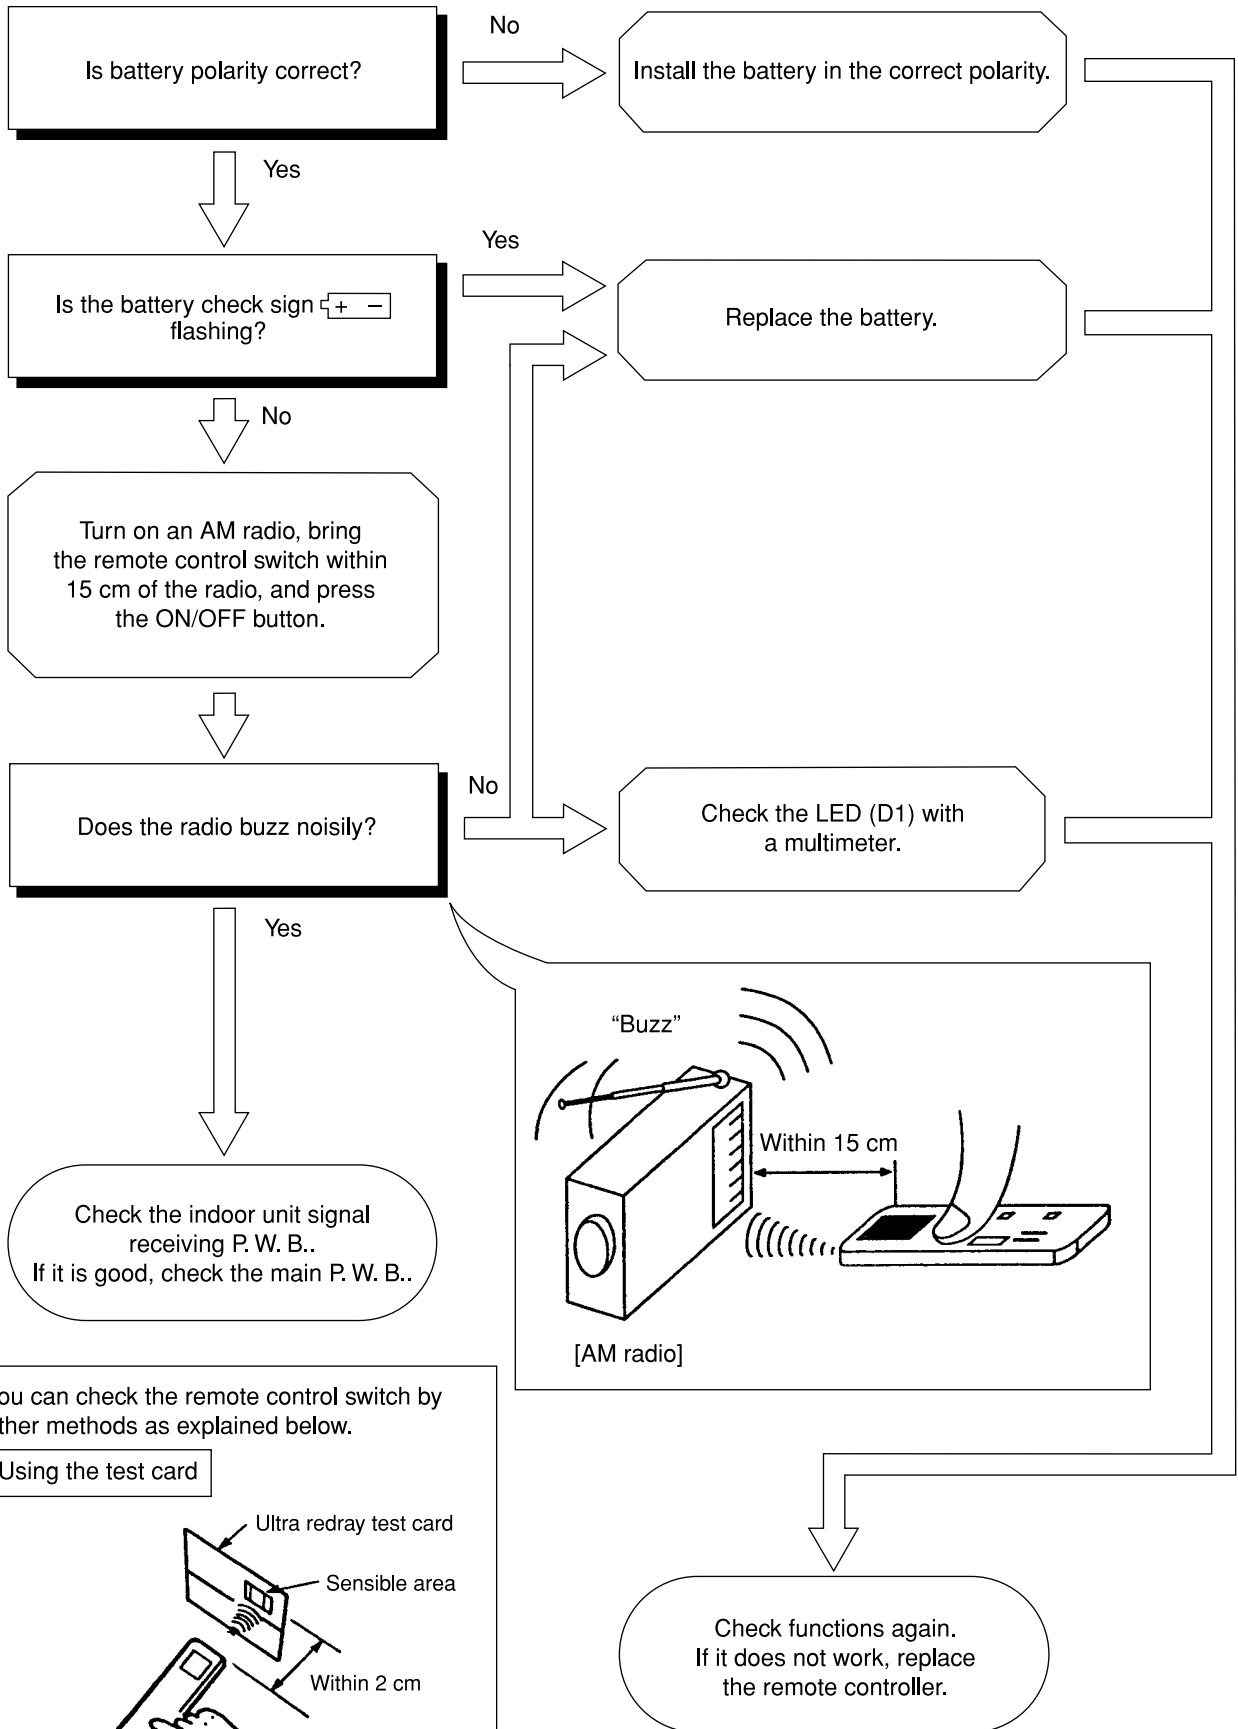 Is battery polarity correct?
No
Install the battery in the correct polarity.
Yes
Is the battery check sign + −
flashing?
Yes
Replace the battery.
No
Turn on an AM radio, bring
the remote control switch within
15 cm of the radio, and press
the ON/OFF button.
Does the radio buzz noisily?
No
Check the LED (D1) with
a multimeter.
Yes
“Buzz”
Within 15 cm
[AM radio]
Check the indoor unit signal
receiving P. W. B..
If it is good, check the main P. W. B..
ou can check the remote control switch by
ther methods as explained below.
Using the test card
Ultra redray test card
Sensible area
Within 2 cm
Check functions again.
If it does not work, replace
the remote controller.